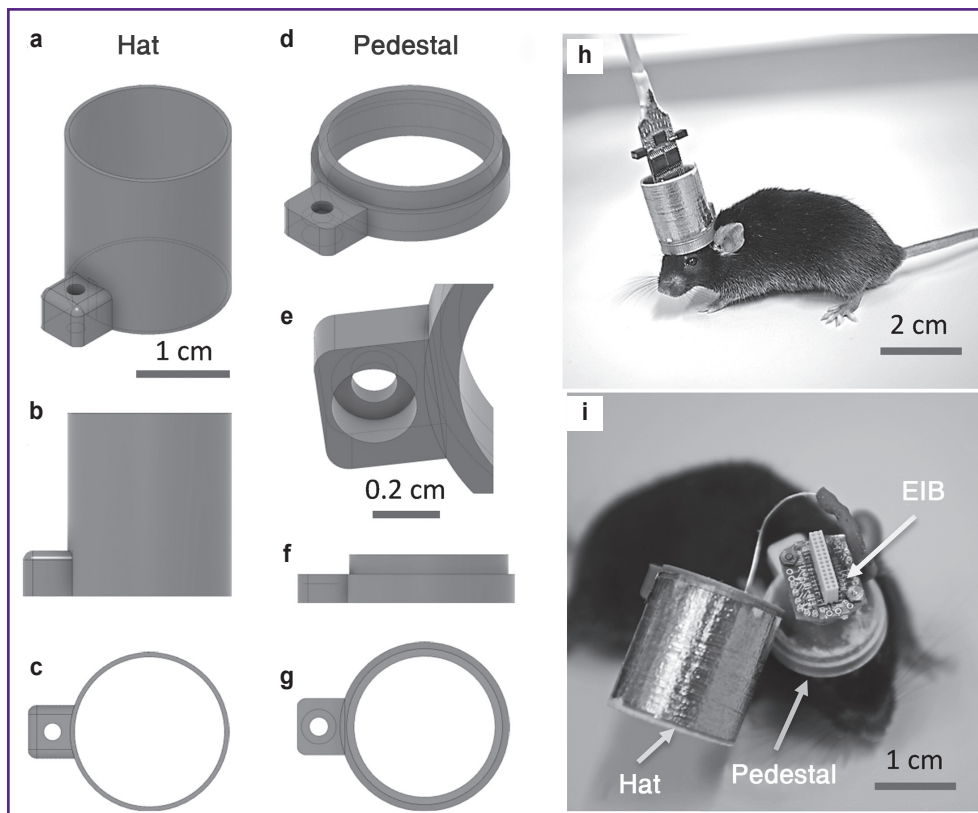 a
Hat
1 cm
b
c
d
Pedestal
e
0.2 cm
f
g
h
2 cm
i
EIB
Hat
Pedestal
1 cm